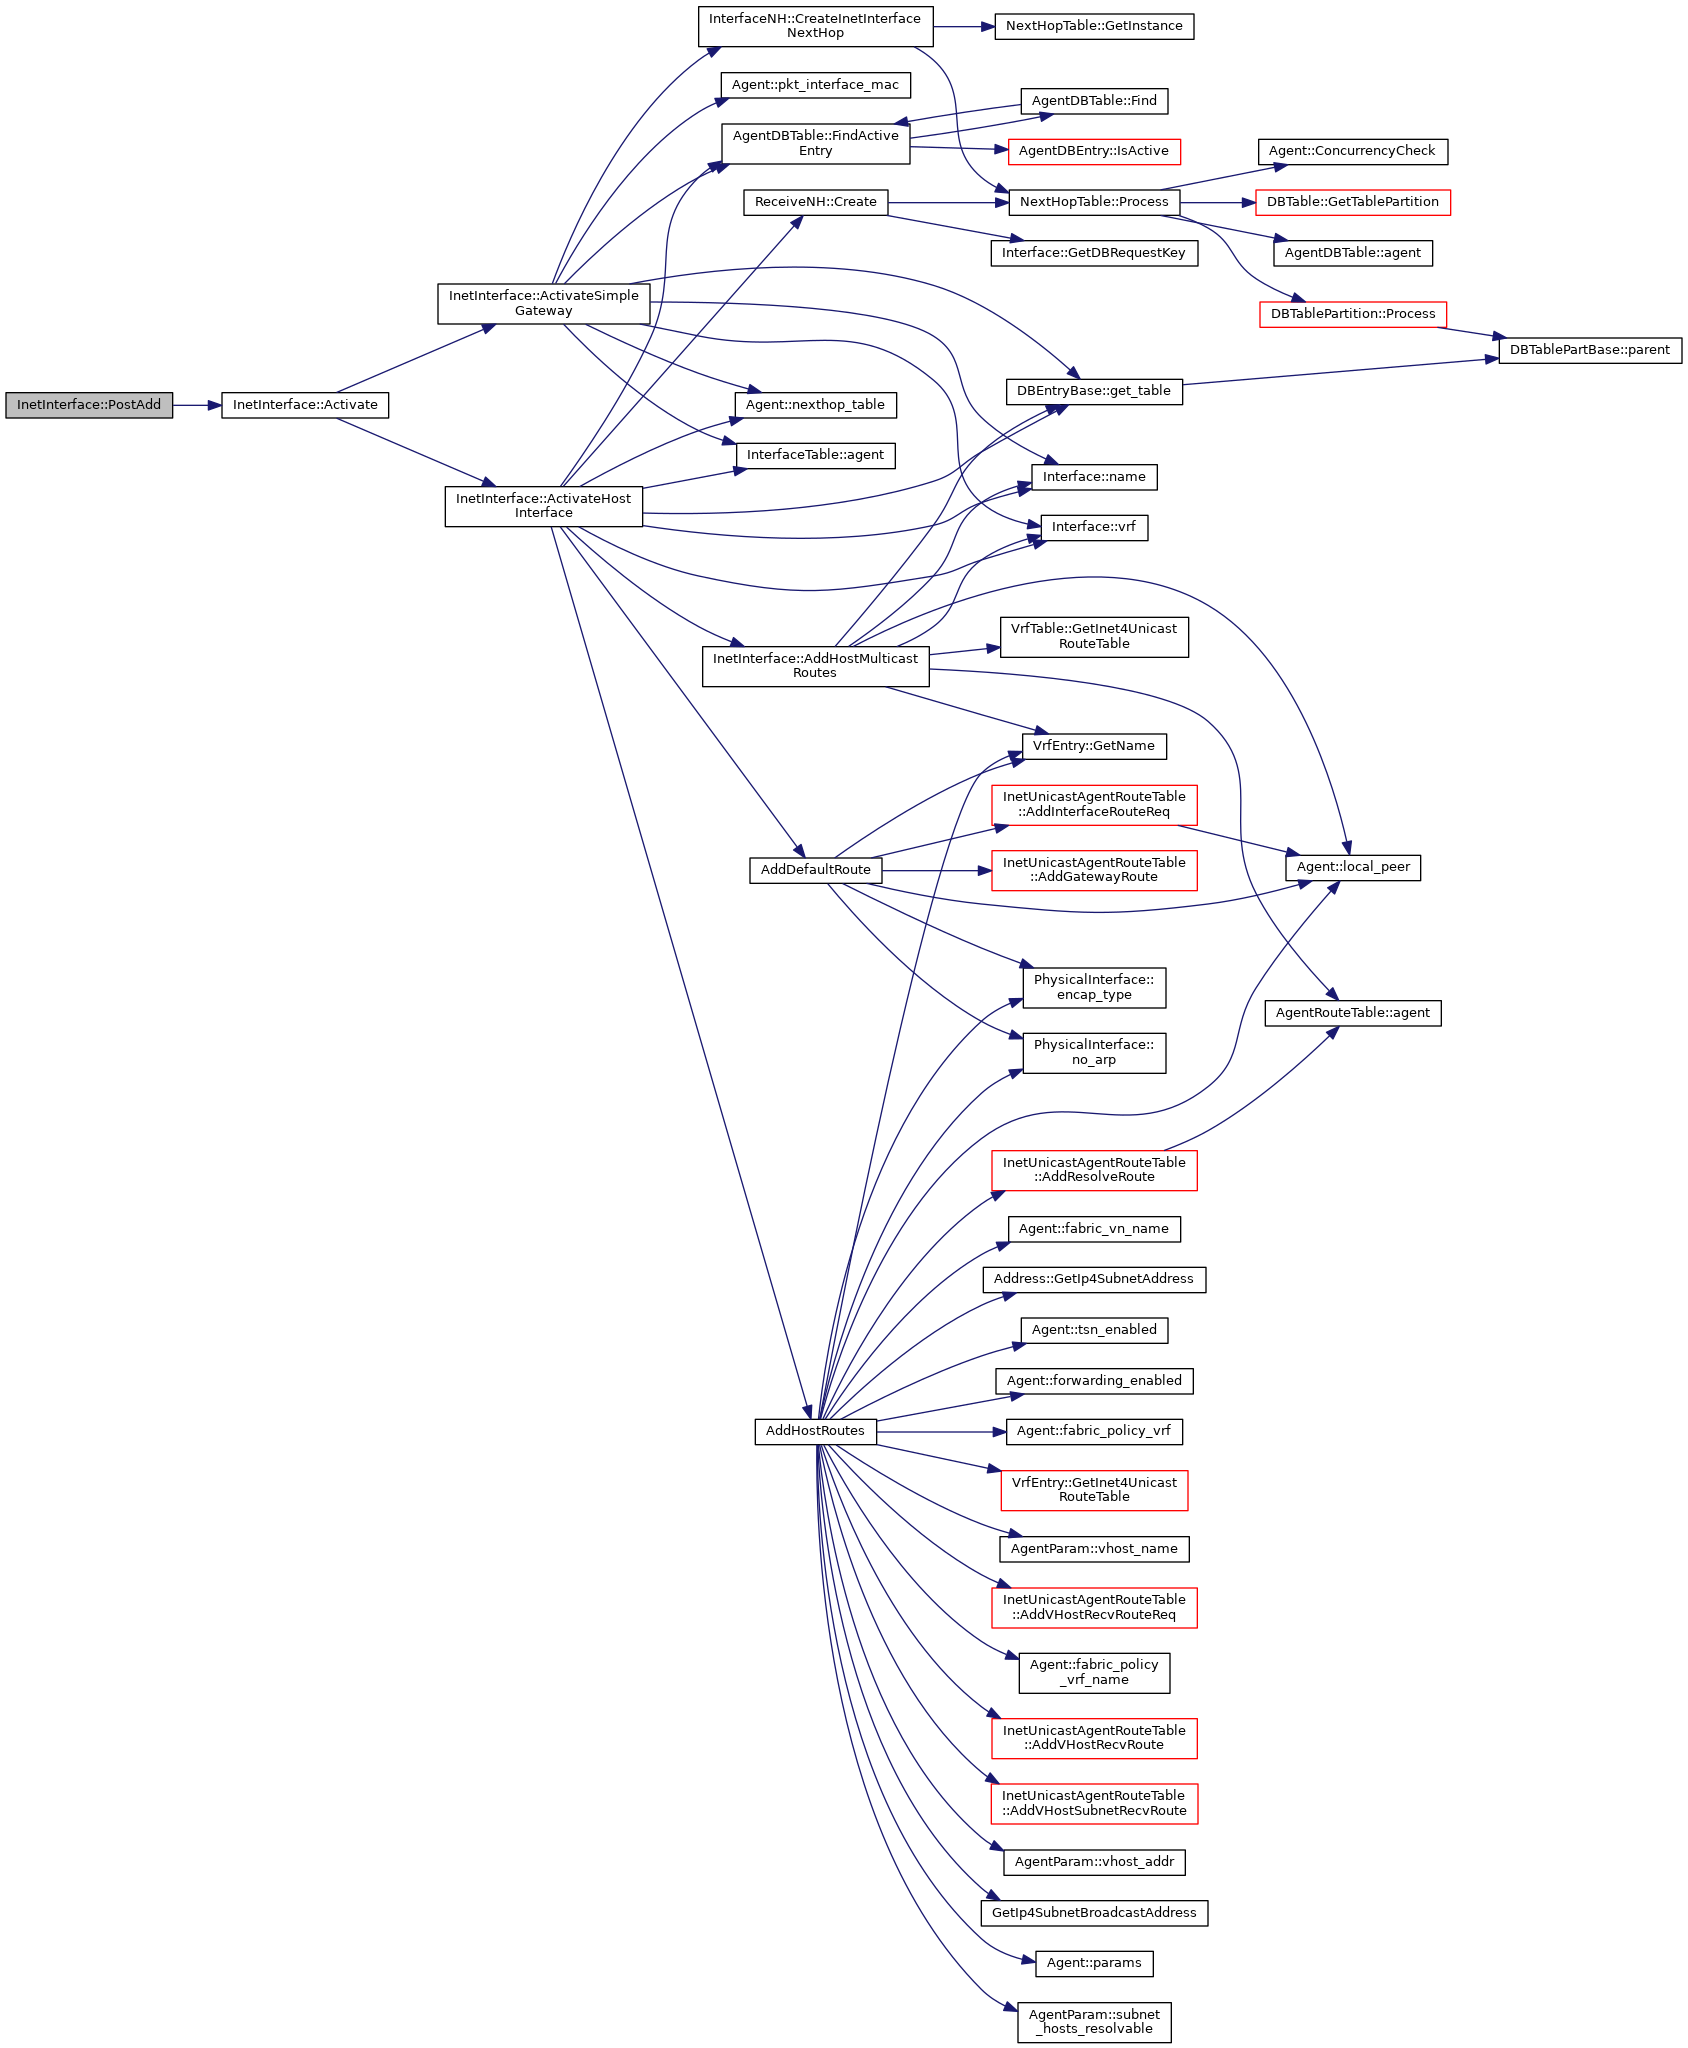 InterfaceNH::CreateInetInterface
NextHop
NextHopTable::GetInstance
Agent::pkt_interface_mac
AgentDBTable::Find
AgentDBTable::FindActive
Entry
AgentDBEntry::IsActive
Agent::ConcurrencyCheck
ReceiveNH::Create
NextHopTable::Process
DBTable::GetTablePartition
Interface::GetDBRequestKey
AgentDBTable::agent
InetInterface::ActivateSimple
Gateway
DBTablePartition::Process
DBTablePartBase::parent
DBEntryBase::get_table
InetInterface::PostAdd
InetInterface::Activate
Agent::nexthop_table
InterfaceTable::agent
Interface::name
InetInterface::ActivateHost
Interface
Interface::vrf
VrfTable::GetInet4Unicast
RouteTable
InetInterface::AddHostMulticast
Routes
VrfEntry::GetName
InetUnicastAgentRouteTable
::AddInterfaceRouteReq
AddDefaultRoute
InetUnicastAgentRouteTable
::AddGatewayRoute
Agent::local_peer
PhysicalInterface::
encap_type
AgentRouteTable::agent
PhysicalInterface::
no_arp
InetUnicastAgentRouteTable
::AddResolveRoute
Agent::fabric_vn_name
Address::GetIp4SubnetAddress
Agent::tsn_enabled
Agent::forwarding_enabled
AddHostRoutes
Agent::fabric_policy_vrf
VrfEntry::GetInet4Unicast
RouteTable
AgentParam::vhost_name
InetUnicastAgentRouteTable
::AddVHostRecvRouteReq
Agent::fabric_policy
_vrf_name
InetUnicastAgentRouteTable
::AddVHostRecvRoute
InetUnicastAgentRouteTable
::AddVHostSubnetRecvRoute
AgentParam::vhost_addr
GetIp4SubnetBroadcastAddress
Agent::params
AgentParam::subnet
_hosts_resolvable